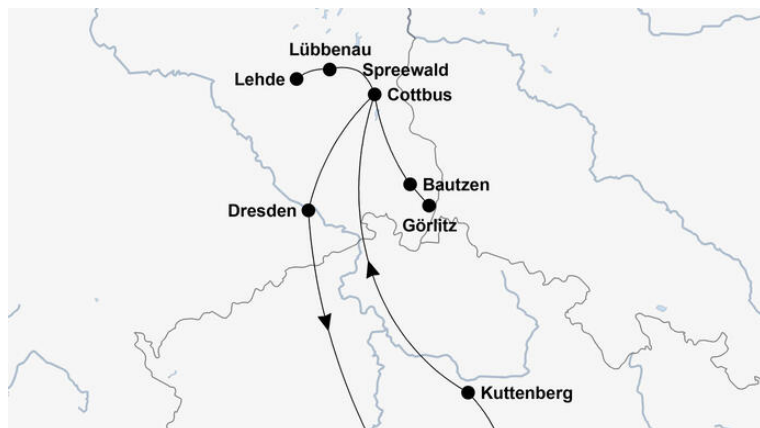 Lübbenau
Lehde
Spreewald
Cottbus
Bautzen
Dresden
Görlitz
Kuttenberg